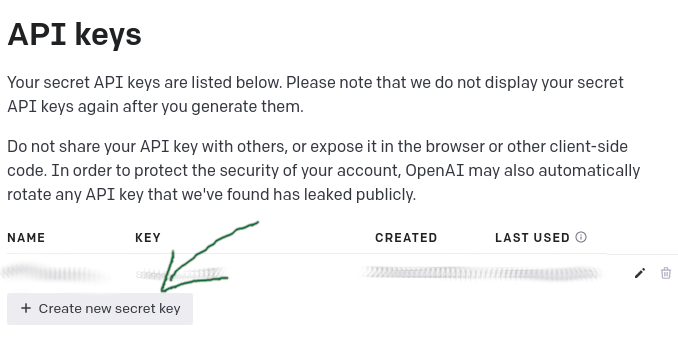 API keys
Your secret API keys are listed below. Please note that we do not display your secret
API keys again after you generate them.
Do not share your API key with others, or expose it in the browser or other client-side
code. In order to protect the security of your account, OpenAI may also automatically
rotate any API key that we've found has leaked publicly.
NAME KEY CREATED LAST USED
+ Create new secret key